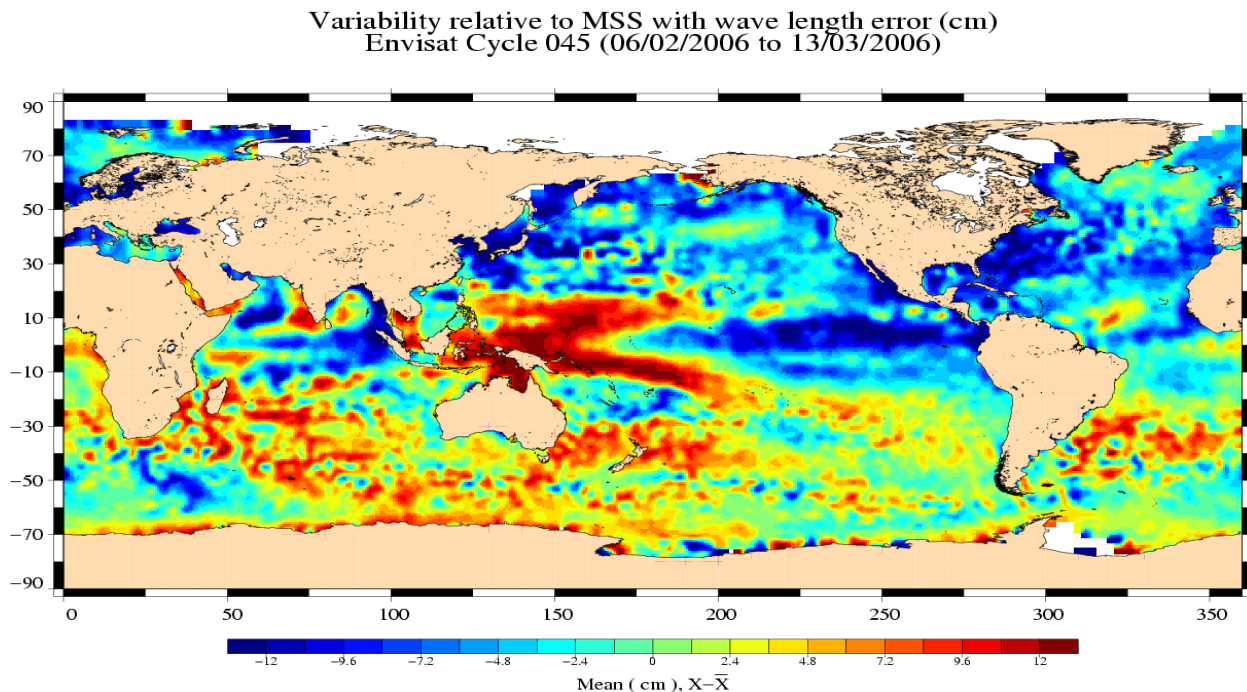 Variability relative to MSS with wave length error (cm)
Envisat Cycle 045 (06/02/2006 to 13/03/2006)
90
70
50
30
10
−10
−30
−50
−70
−90
0 50 100 150 200 250 300 350
−12 −9.6 −7.2 −4.8 −2.4 0 2.4 4.8 7.2 9.6 12
Mean ( cm ), X−X̅